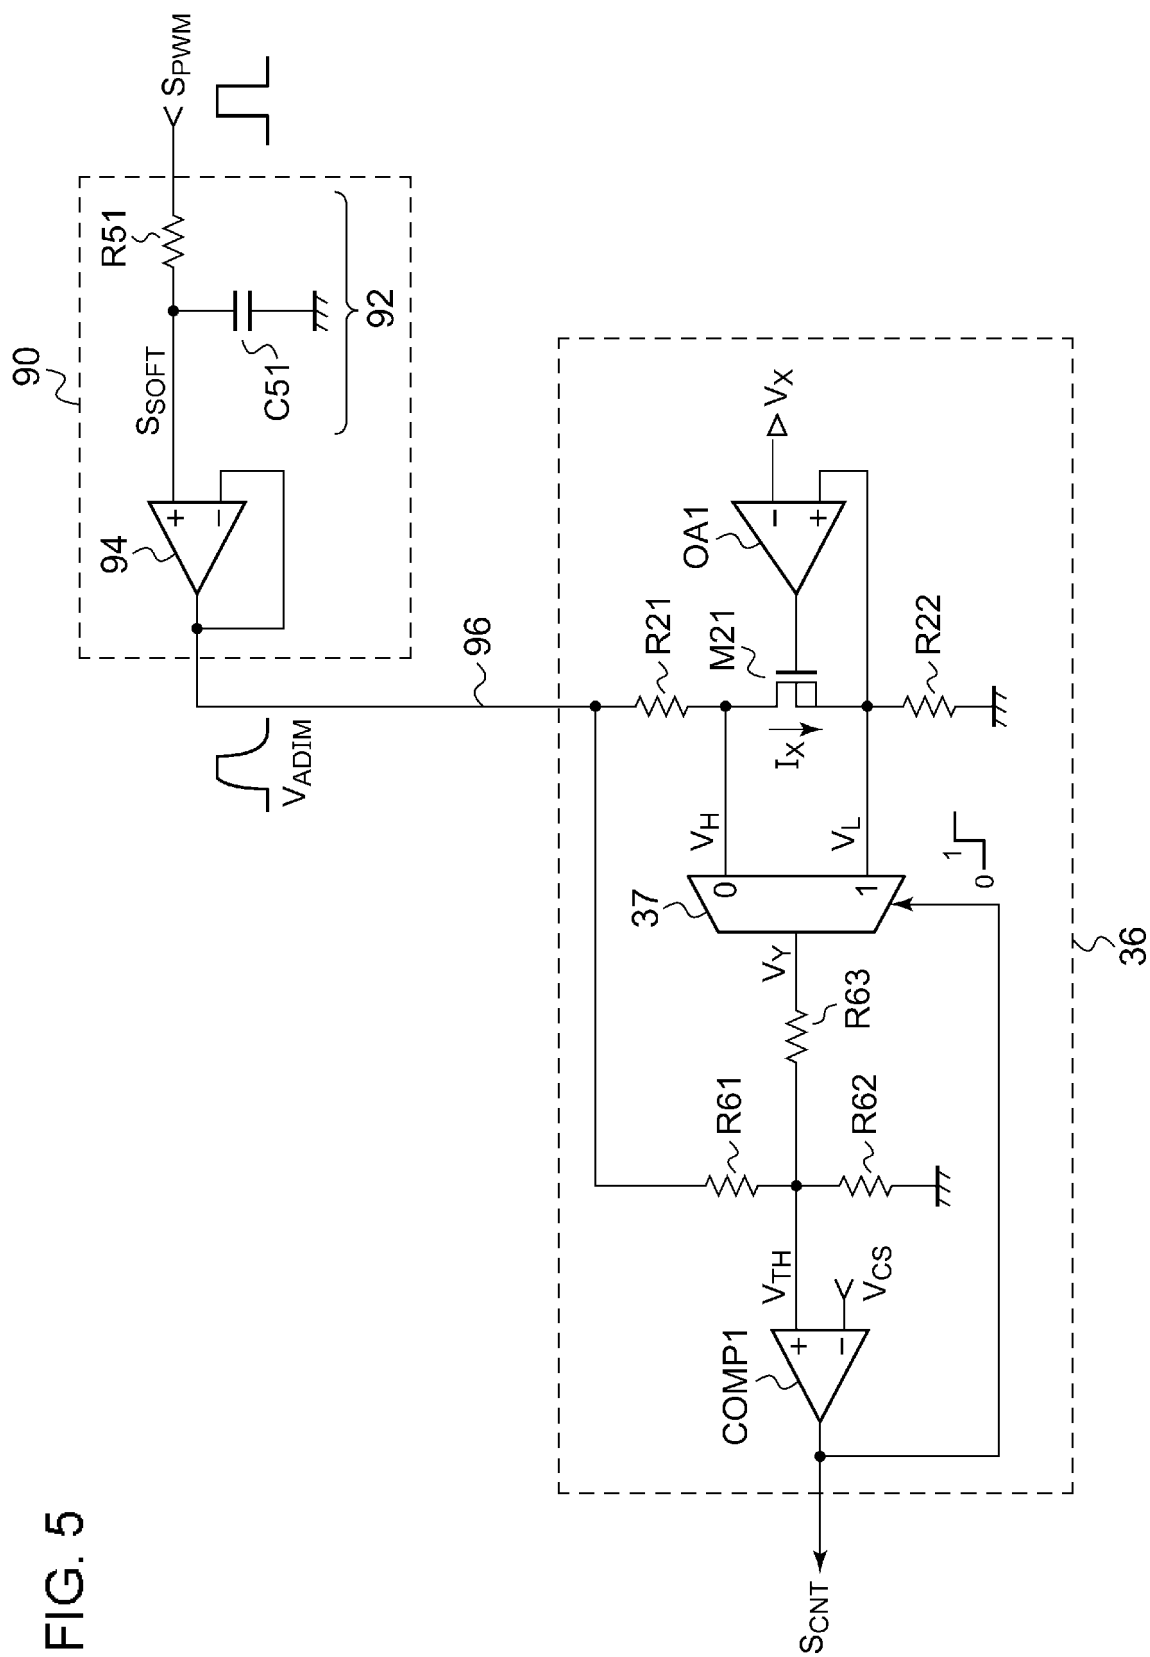 FIG. 5
90
R51
SPWM
SSOFT
C51
92
94
+
−
VADIM
96
36
R21
VH
M21
IX
VL
R22
OA1
−
+
VX
37
0
1
1
0
VY
R63
R61
R62
VTH
VCS
COMP1
+
−
SCNT